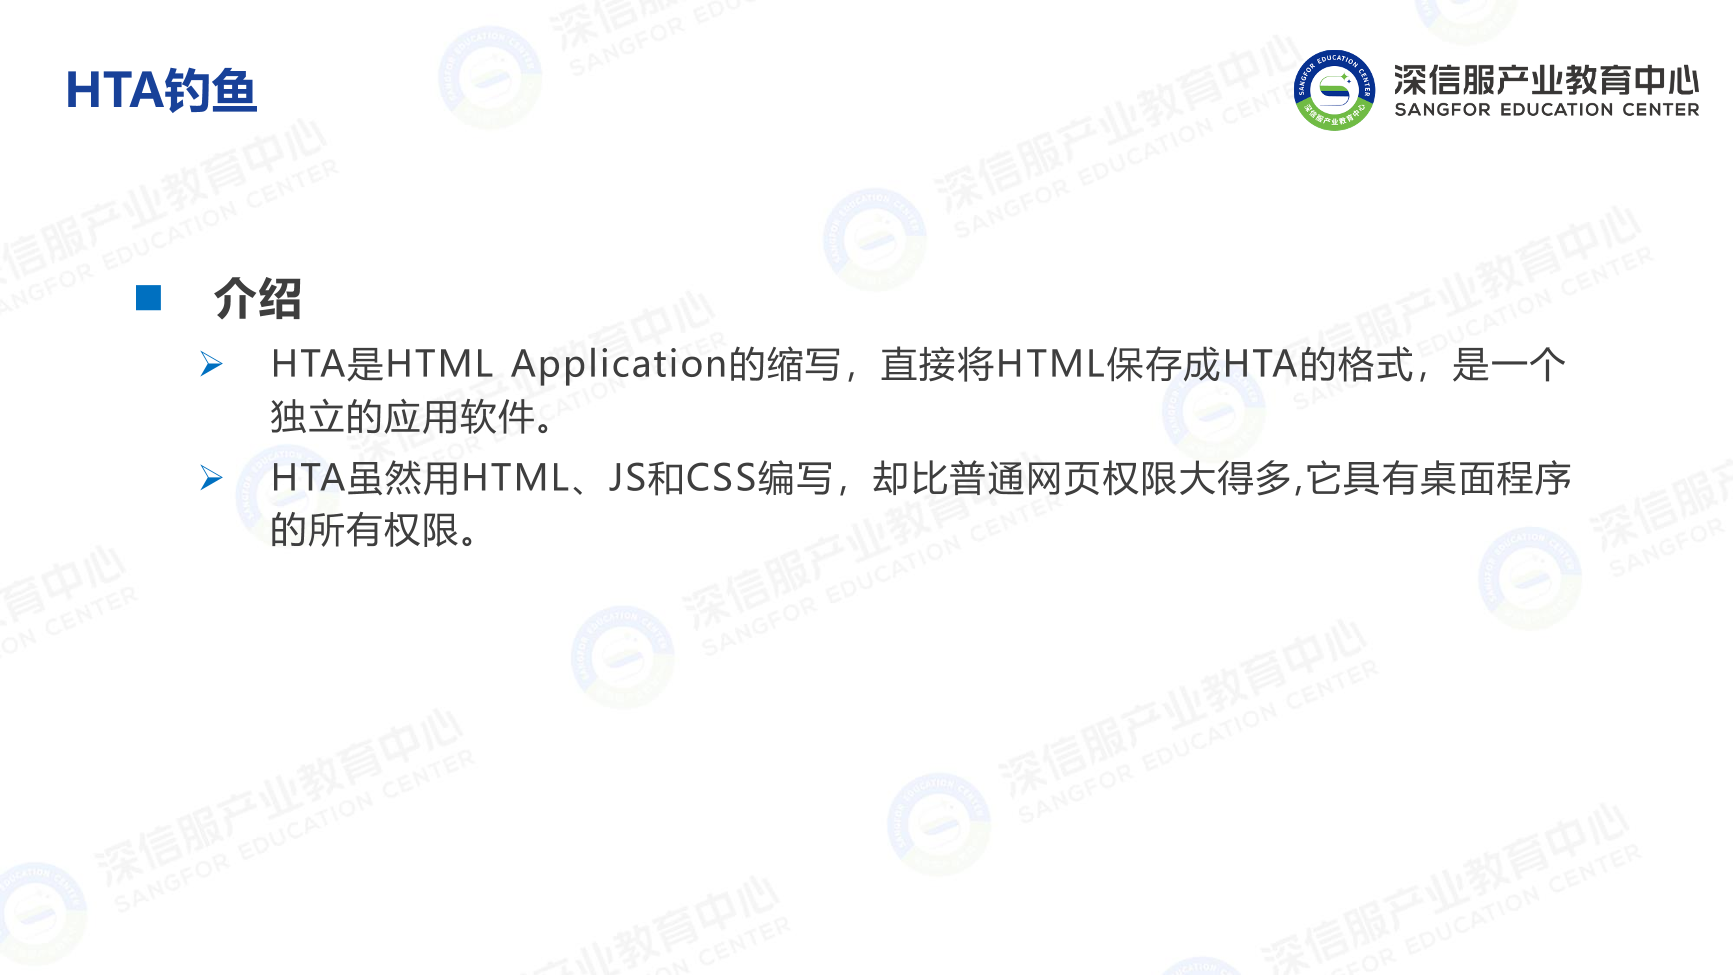 HTA钓鱼
深信服产业教育中心
SANGFOR EDUCATION CENTER
介绍
HTA是HTML Application的缩写，直接将HTML保存成HTA的格式，是一个
独立的应用软件。
HTA虽然用HTML、JS和CSS编写，却比普通网页权限大得多,它具有桌面程序
的所有权限。